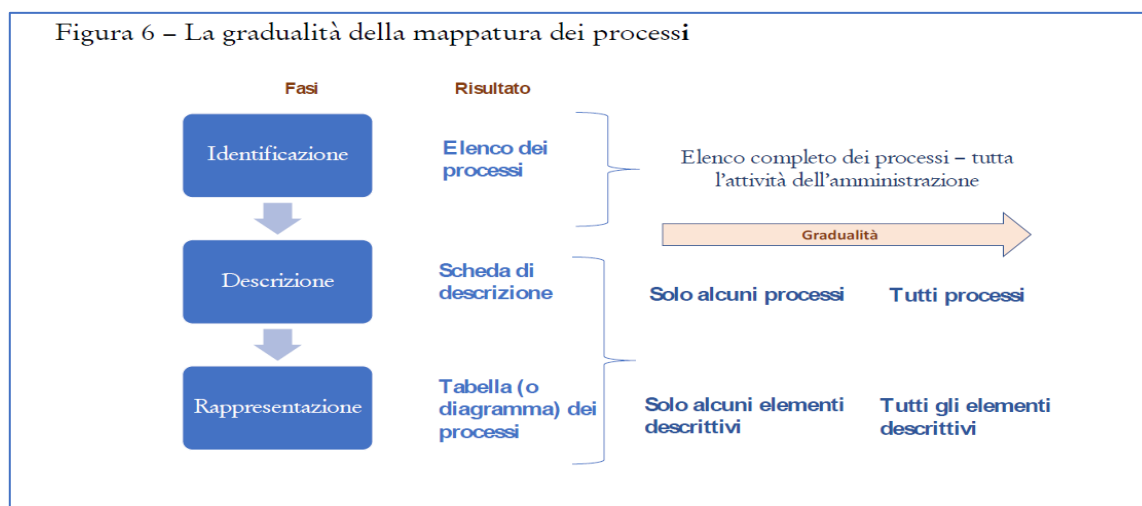 Figura 6 – La gradualità della mappatura dei processi
Fasi
Risultato
Identificazione
Elenco dei
processi
Elenco completo dei processi – tutta
l'attività dell'amministrazione
Gradualità
Descrizione
Scheda di
descrizione
Solo alcuni processi
Tutti processi
Rappresentazione
Tabella (o
diagramma) dei
processi
Solo alcuni elementi
descrittivi
Tutti gli elementi
descrittivi